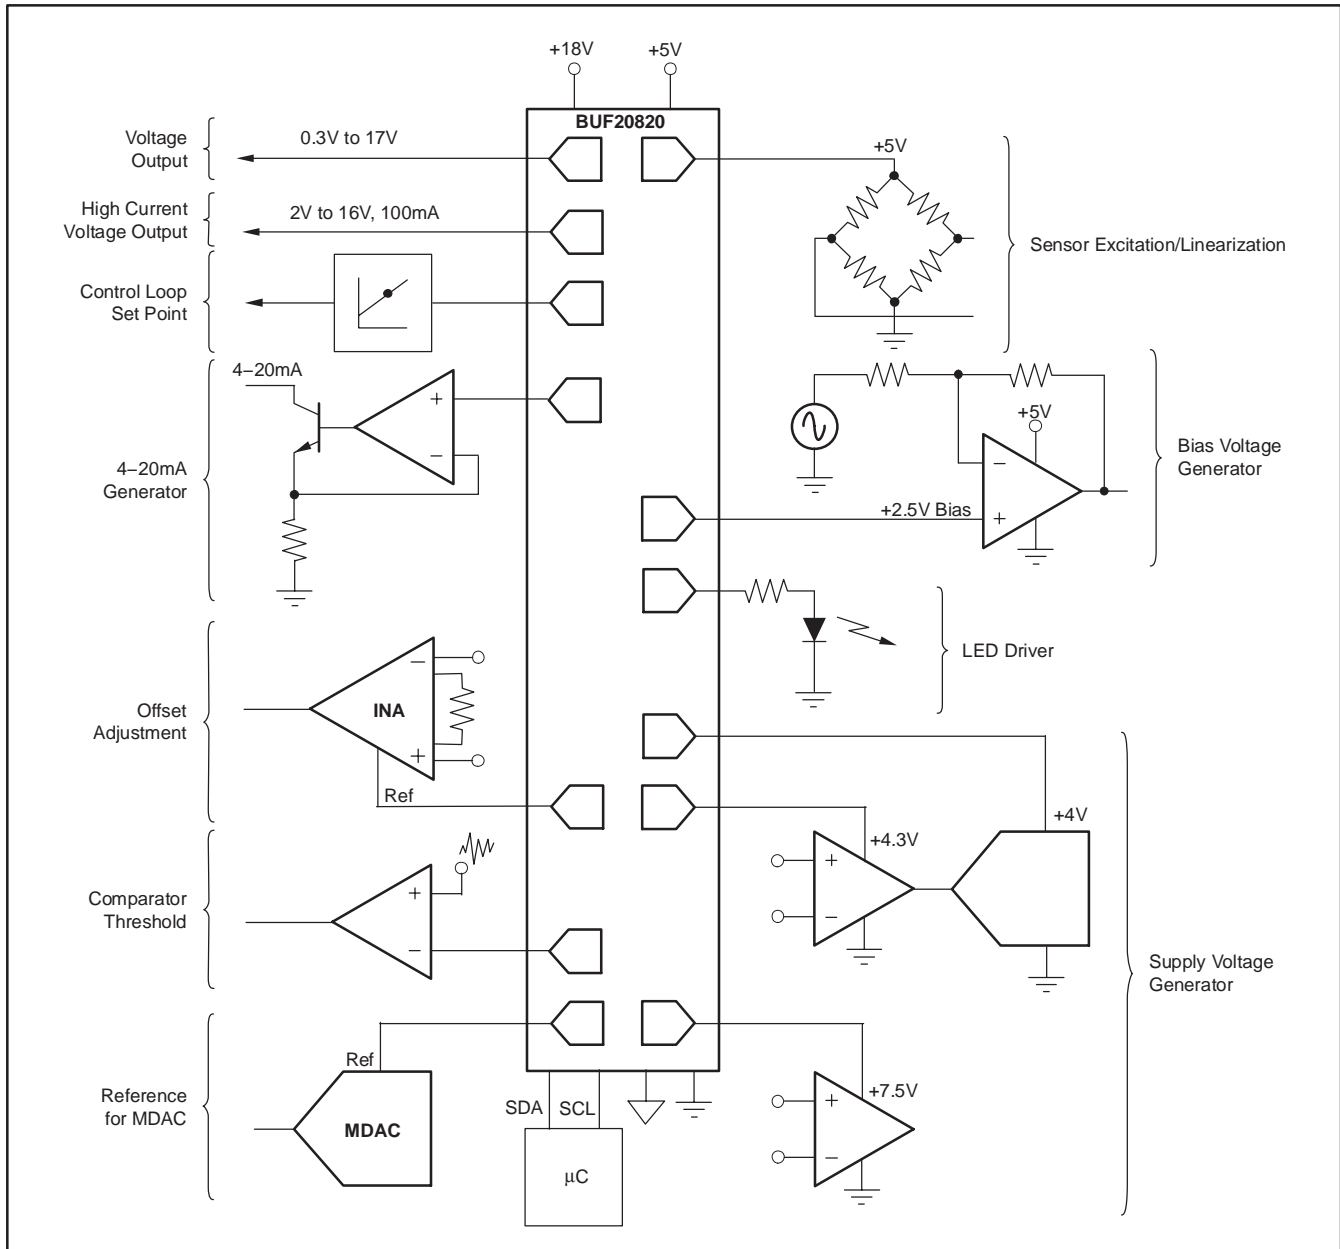 +18V
+5V
BUF20820
Voltage
Output
0.3V to 17V
+5V
High Current
Voltage Output
2V to 16V, 100mA
Sensor Excitation/Linearization
Control Loop
Set Point
4–20mA
+
−
4–20mA
Generator
+5V
−
+
+2.5V Bias
Bias Voltage
Generator
LED Driver
Offset
Adjustment
−
INA
+
Ref
+4V
+4.3V
+
−
Comparator
Threshold
+
−
Supply Voltage
Generator
Reference
for MDAC
Ref
MDAC
SDA
SCL
μC
+7.5V
+
−